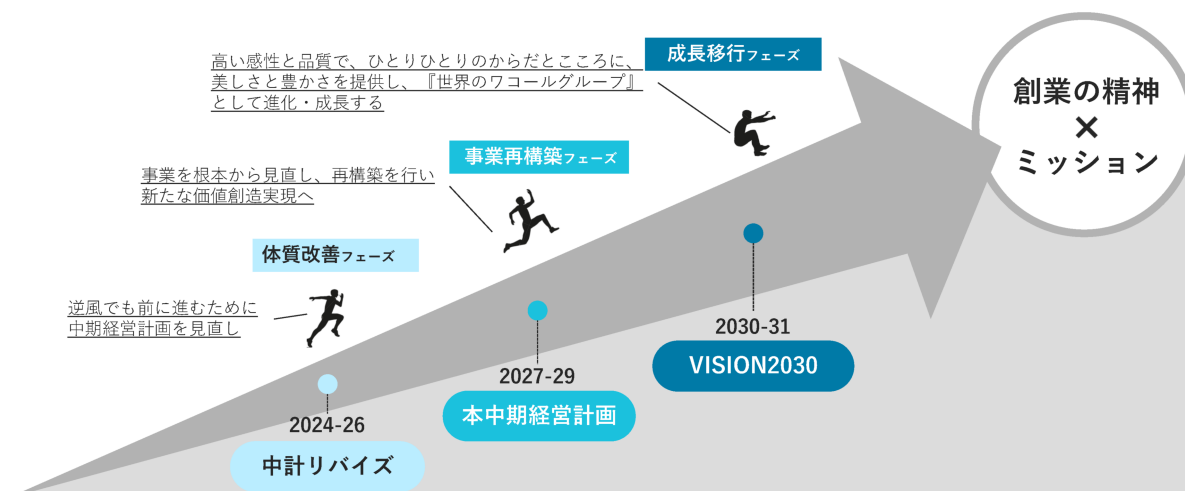 高い感性と品質で、ひとりひとりのからだとこころに、
美しさと豊かさを提供し、『世界のワコールグループ』
として進化・成長する
成長移行フェーズ
創業の精神
×
ミッション
事業再構築フェーズ
事業を根本から見直し、再構築を行い
新たな価値創造実現へ
体質改善フェーズ
逆風でも前に進むために
中期経営計画を見直し
2030-31
VISION2030
2027-29
本中期経営計画
2024-26
中計リバイズ